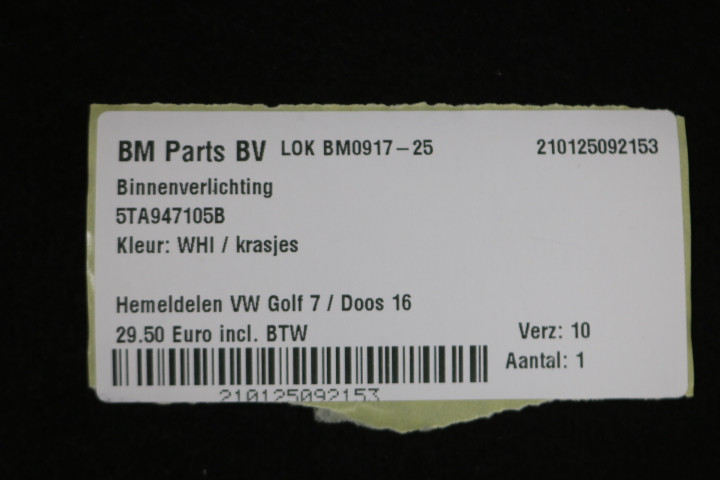 BM Parts BV LOK BM0917-25 210125092153
Binnenverlichting
5TA947105B
Kleur: WHI / krasjes
Hemeldelen VW Golf 7 / Doos 16
29.50 Euro incl. BTW Verz: 10
Aantal: 1
210125092153